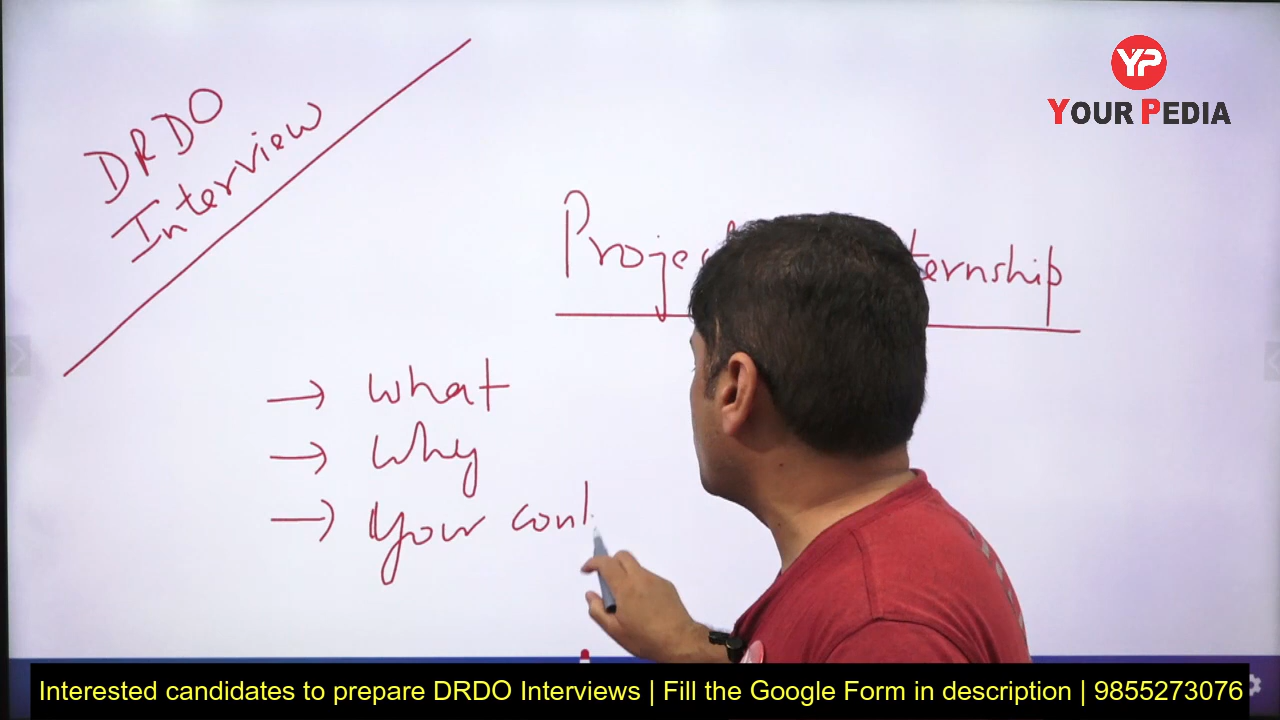 DRDO
Interview
YP
YOUR PEDIA
Projec ternship
→ What
→ Why
→ Your cont
Interested candidates to prepare DRDO Interviews | Fill the Google Form in description | 9855273076